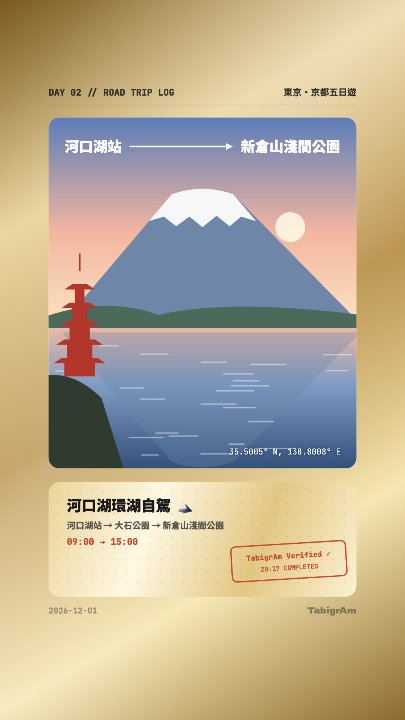 DAY 02 // ROAD TRIP LOG
東京・京都五日遊
河口湖站 → 新倉山淺間公園
35.5005° N, 138.8008° E
河口湖環湖自駕 🗻
河口湖站 → 大石公園 → 新倉山淺間公園
09:00 → 15:00
TabigrAm Verified ✓
20:27 COMPLETED
2026-12-01
TabigrAm